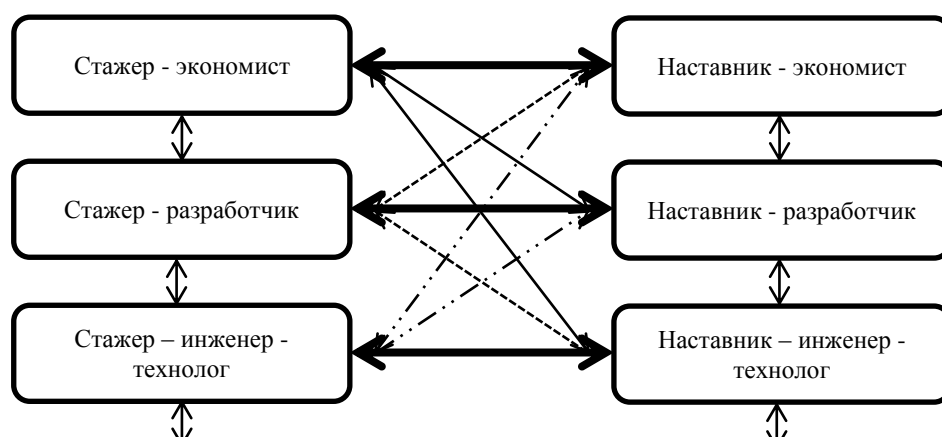 Стажер - экономист
Наставник - экономист
Стажер - разработчик
Наставник - разработчик
Стажер – инженер -
технолог
Наставник – инженер -
технолог